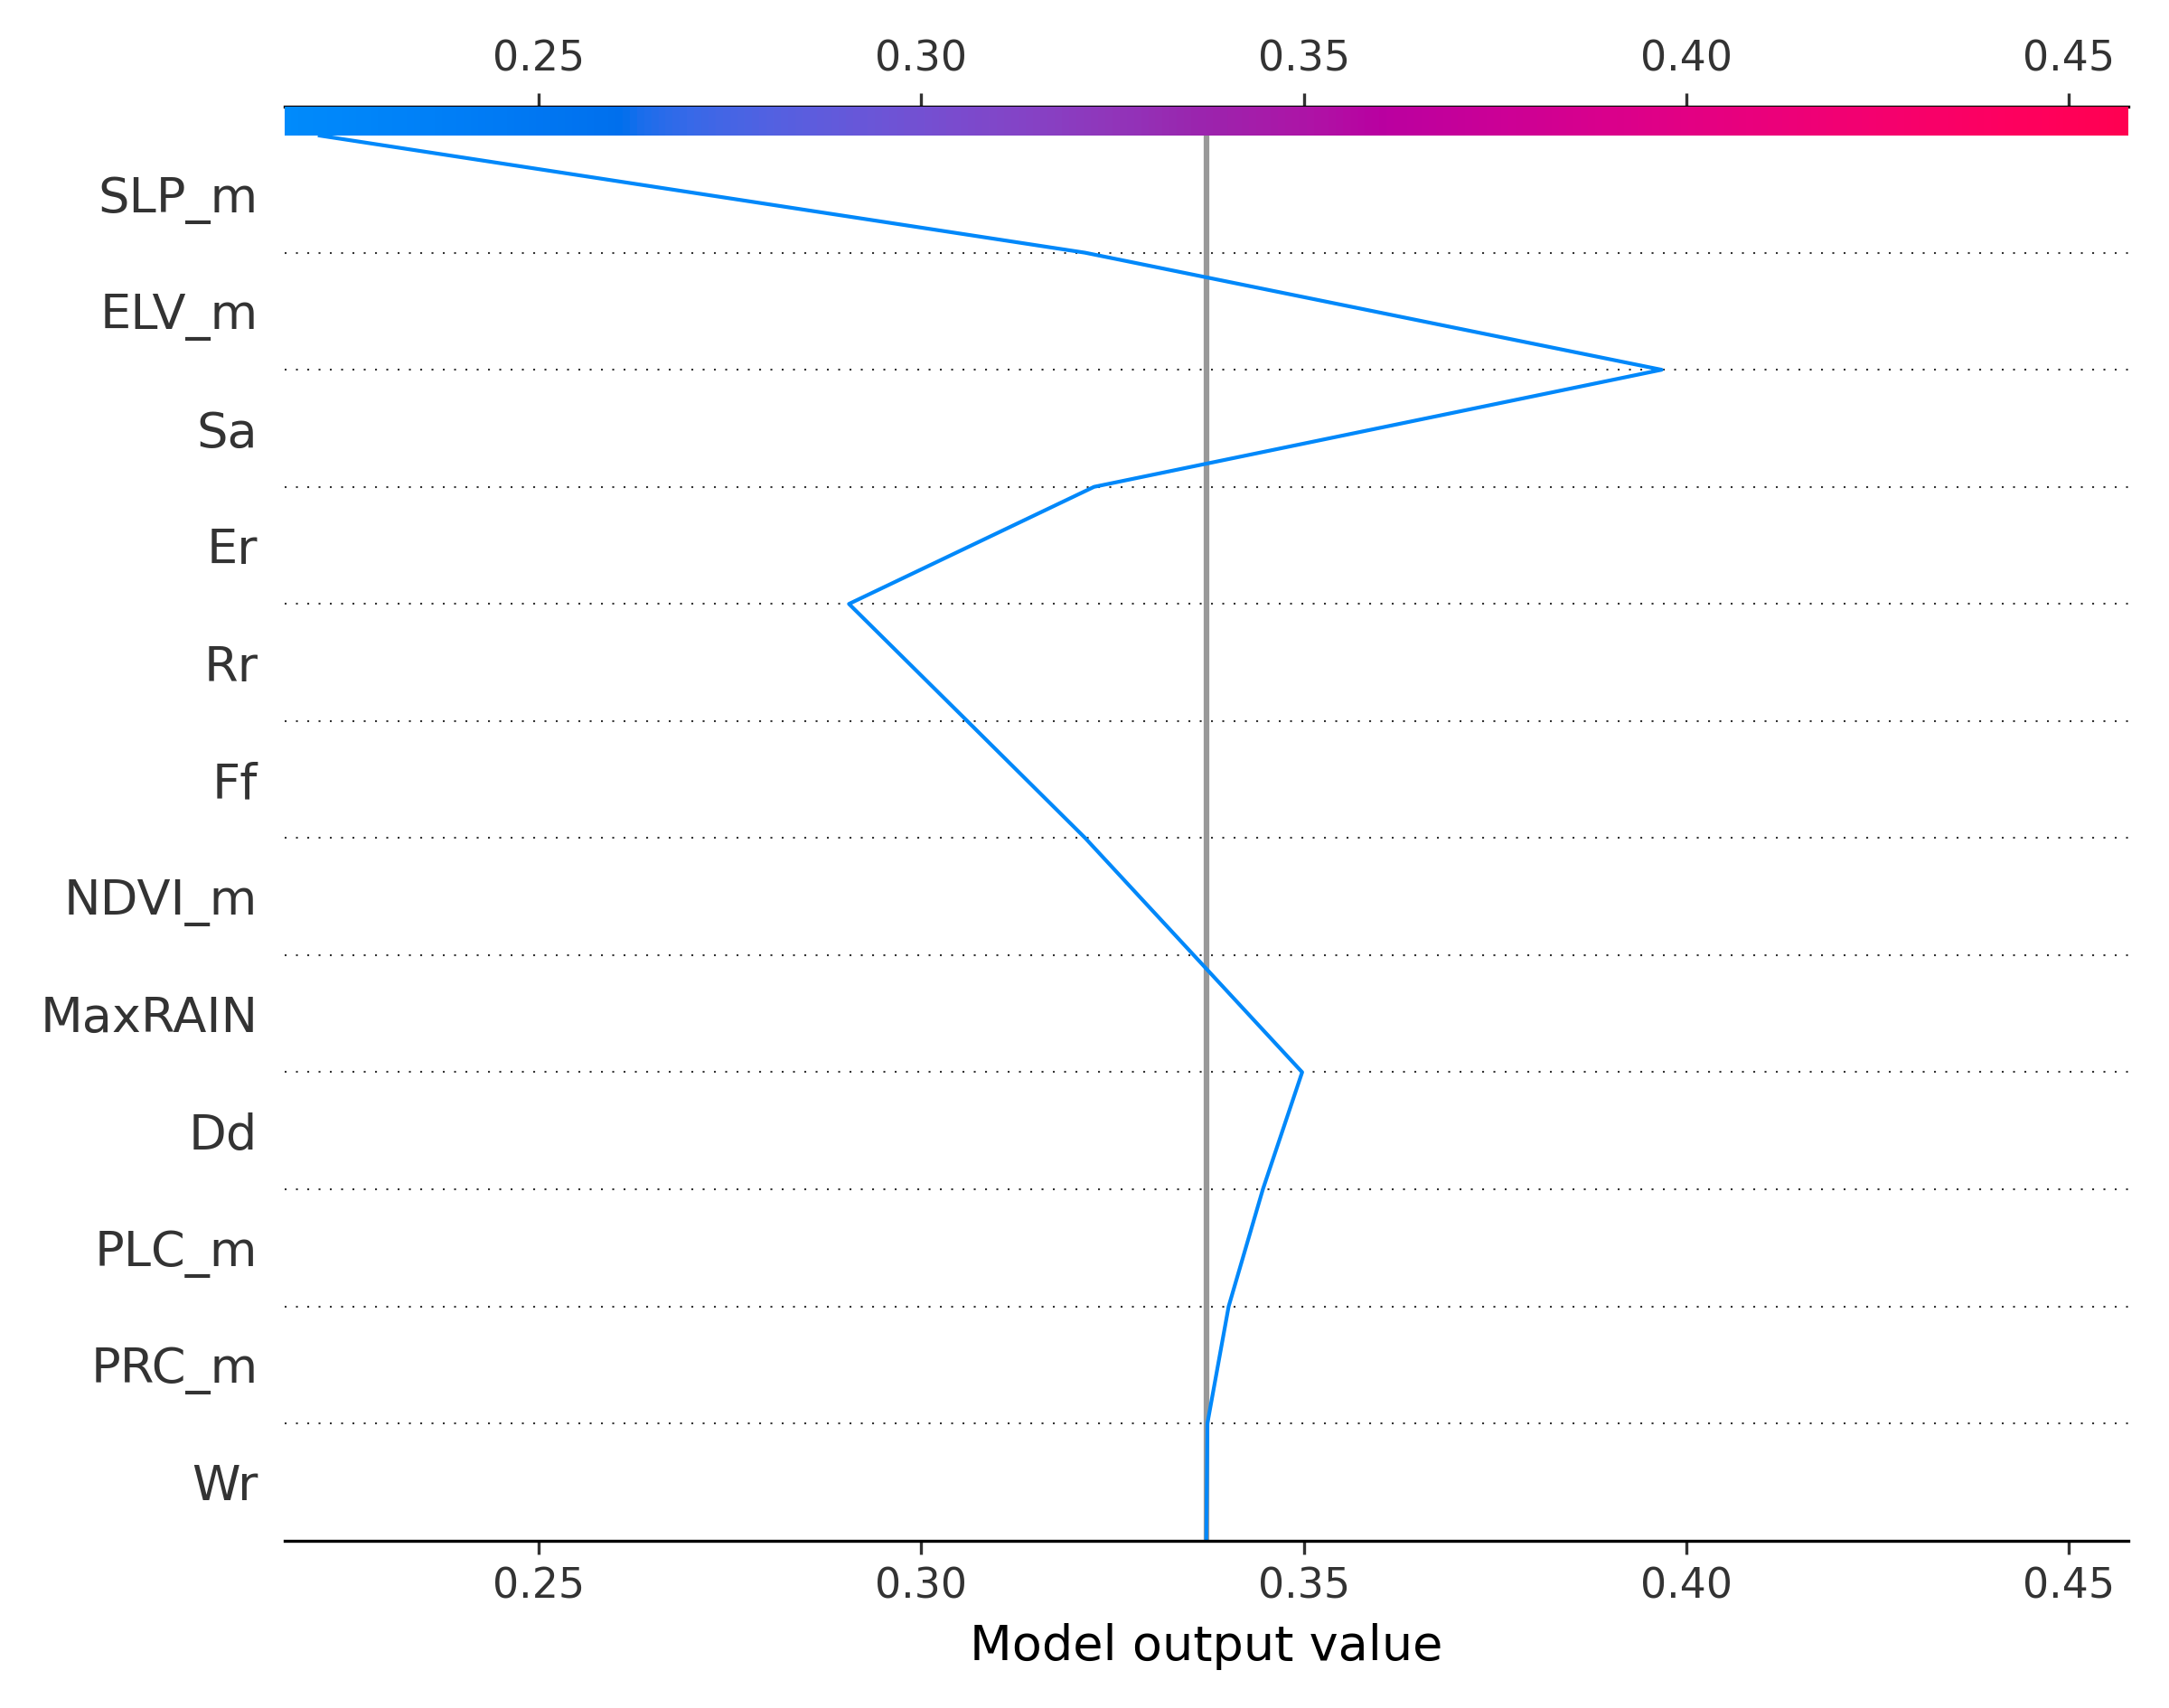 0.25 0.30 0.35 0.40 0.45
SLP_m
ELV_m
Sa
Er
Rr
Ff
NDVI_m
MaxRAIN
Dd
PLC_m
PRC_m
Wr
0.25 0.30 0.35 0.40 0.45
Model output value